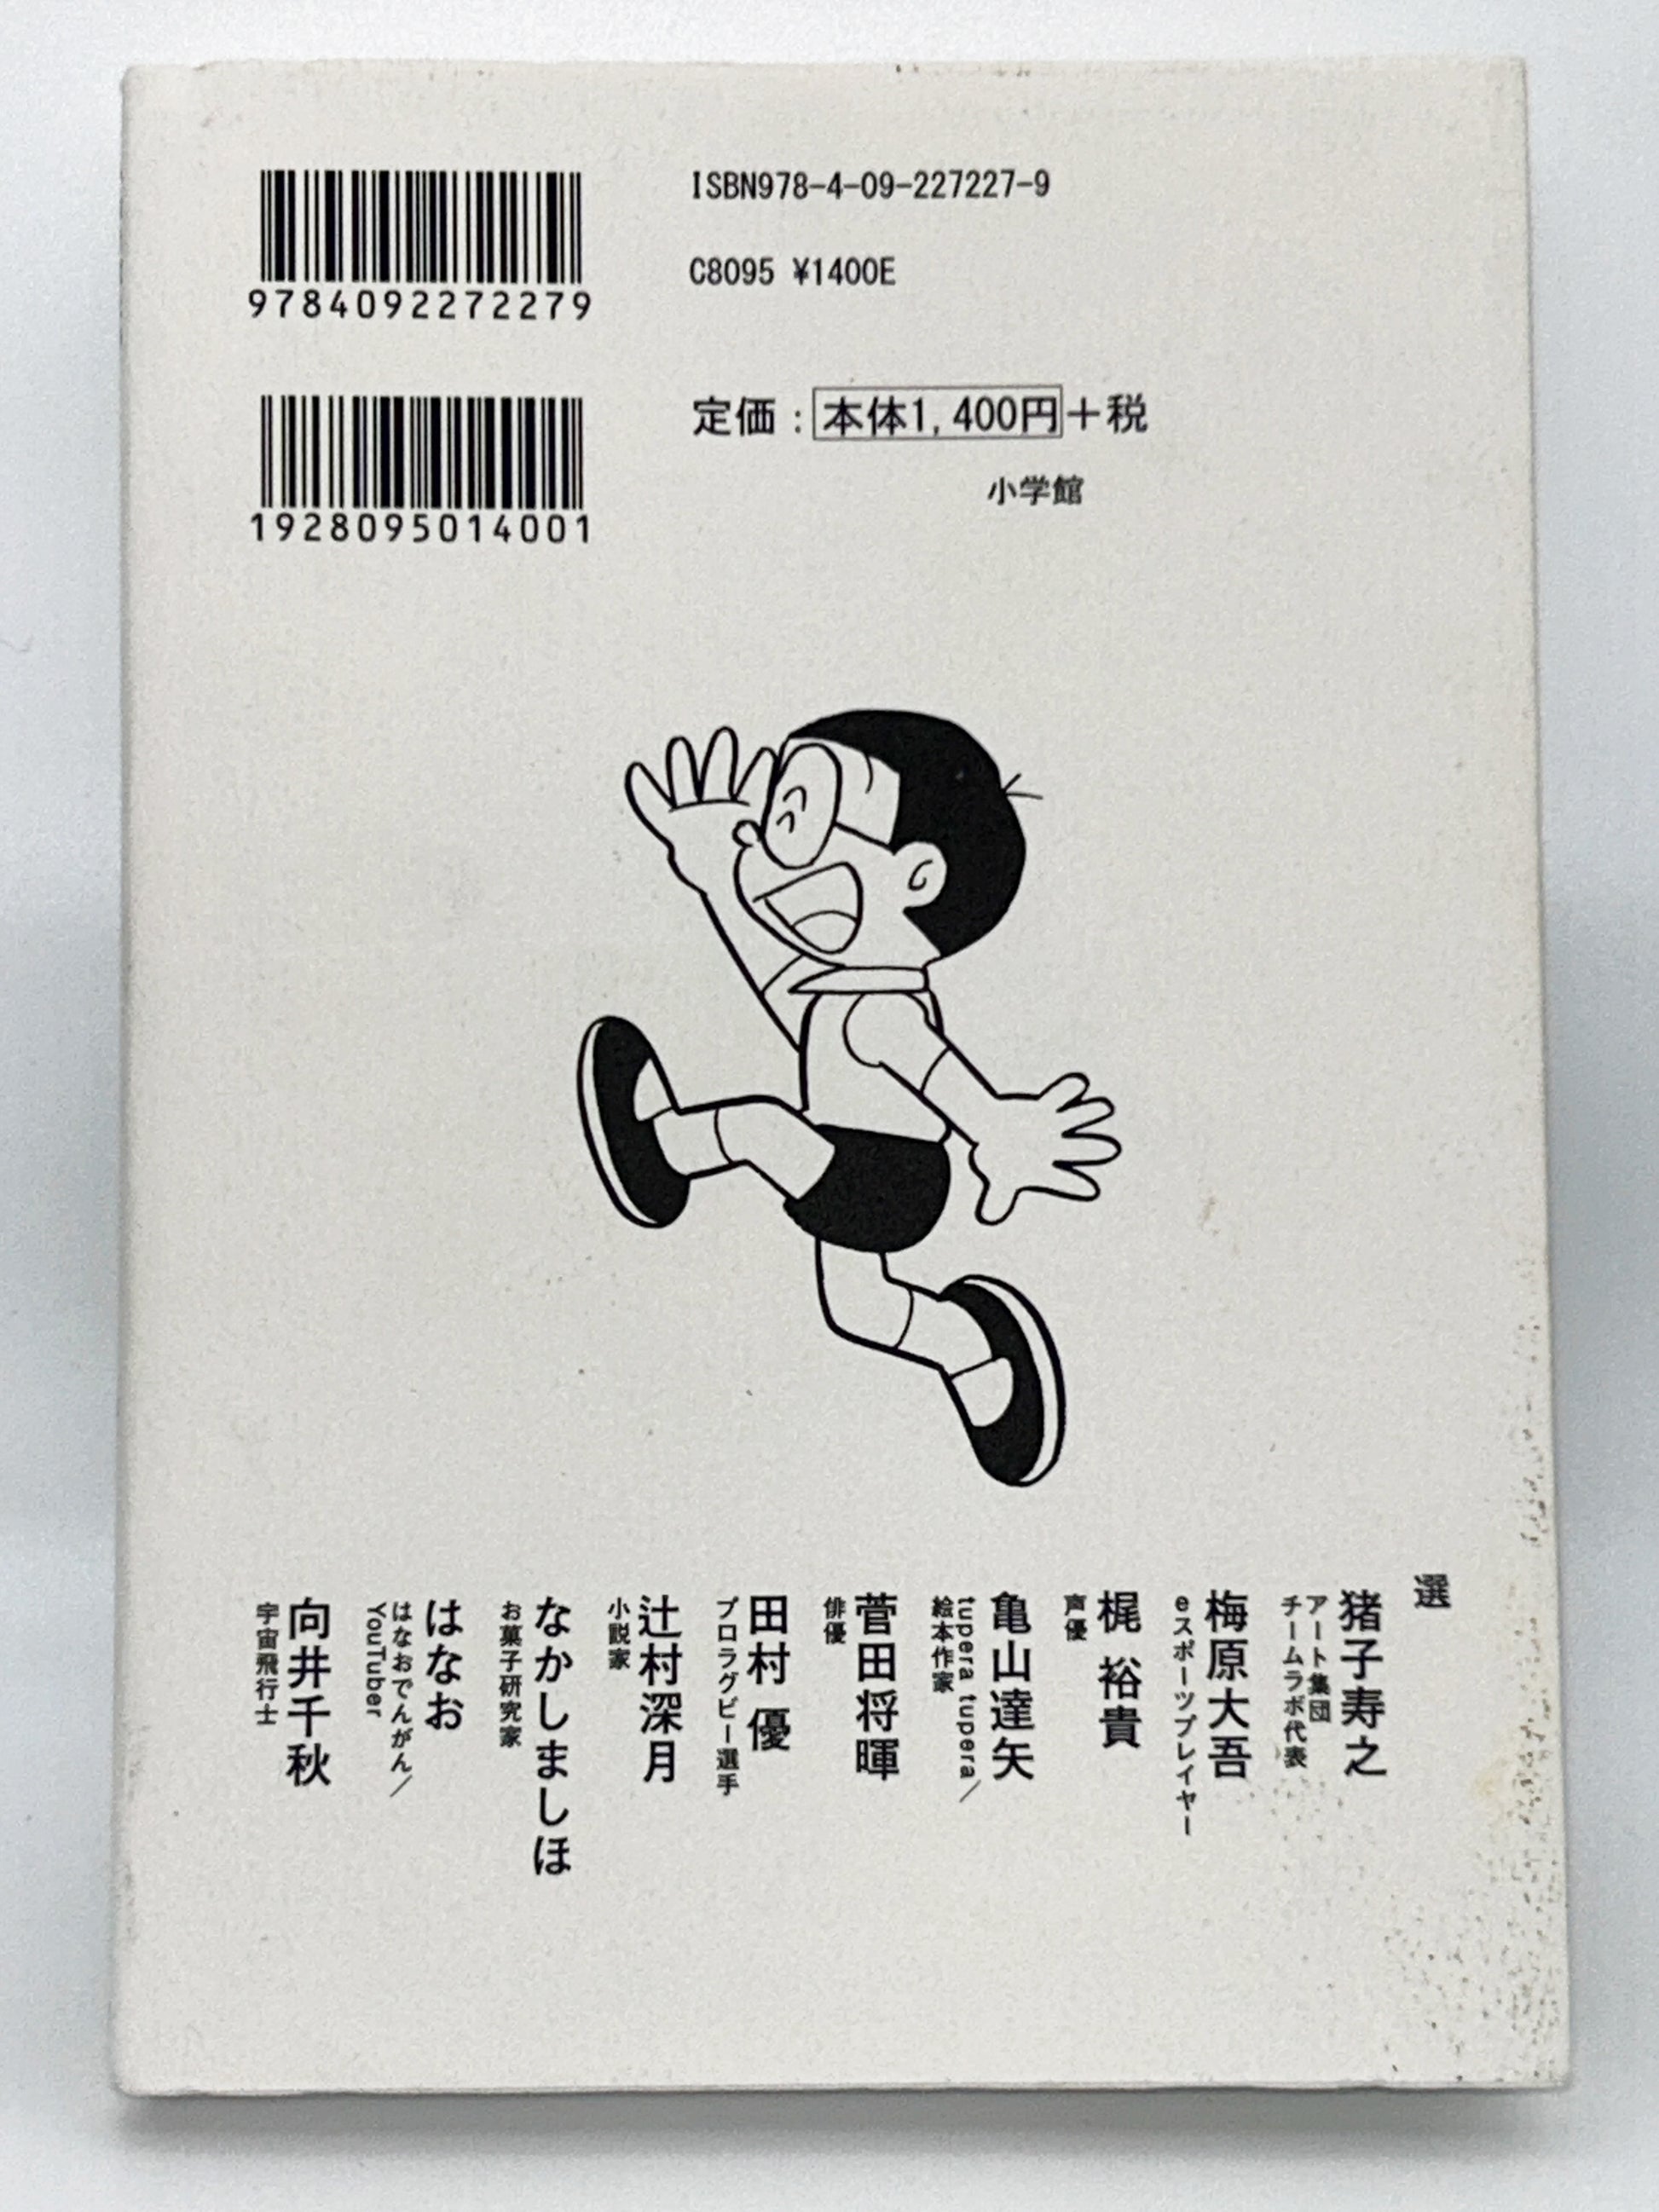 9784092272279
ISBN978-4-09-227227-9
C8095 ¥1400E
1928095014001
定価：本体1,400円＋税
小学館
選
猪子寿之
アート集団
チームラボ代表
梅原大吾
eスポーツプレイヤー
梶 裕貴
声優
亀山達矢
tupera tupera／
絵本作家
菅田将暉
俳優
田村 優
プロラグビー選手
辻村深月
小説家
なかしましほ
お菓子研究家
はなお
はなおでんがん／
YouTuber
向井千秋
宇宙飛行士